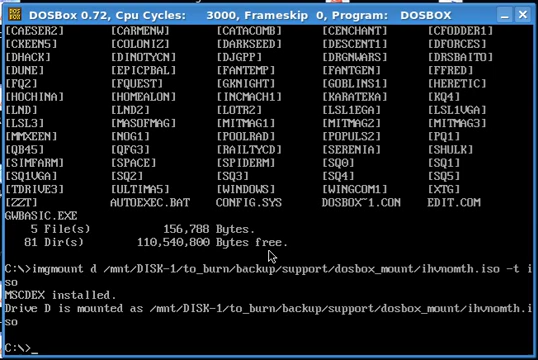 DOSBox 0.72, Cpu Cycles: 3000, Frameskip 0, Program: DOSBOX
[CAESER2] [CARMENW] [CATACOMB] [CENCHANT] [CFODDER1]
[CKEEN5] [COLONIZ] [DARKSEED] [DESCENT1] [DFORCES]
[DHACK] [DINOTYCN] [DJGPP] [DRGNWARS] [DRSBAITO]
[DUNE] [EPICPBAL] [FANTEMP] [FANTGEN] [FFRED]
[FQ2] [FQUEST] [GKNIGHT] [GOBLINS1] [HERETIC]
[HOCHINA] [HOMEALON] [INCMACH1] [KARATEKA] [KQ4]
[LND] [LND2] [LOTR2] [LSL1EGA] [LSL1VGA]
[LSL3] [MASOFMAG] [MITMAG1] [MITMAG2] [MITMAG3]
[MMXEEN] [NOG1] [POOLRAD] [POPULS2] [PQ1]
[QB45] [QFG3] [RAILTYCD] [SERENIA] [SHULK]
[SIMFARM] [SPACE] [SPIDERM] [SQ0] [SQ1]
[SQ1VGA] [SQ2] [SQ3] [SQ4] [SQ5]
[TDRIVE3] [ULTIMA5] [WINDOWS] [WINGCOM1] [XTG]
[ZZT] AUTOEXEC.BAT CONFIG.SYS DOSBOX~1.CON EDIT.COM
GWBASIC.EXE
5 File(s) 156,788 Bytes.
81 Dir(s) 110,540,800 Bytes free.
C:\>imgmount d /mnt/DISK-1/to_burn/backup/support/dosbox_mount/ihvnomth.iso -t i
so
MSCDEX installed.
Drive D is mounted as /mnt/DISK-1/to_burn/backup/support/dosbox_mount/ihvnomth.i
so
C:\>_